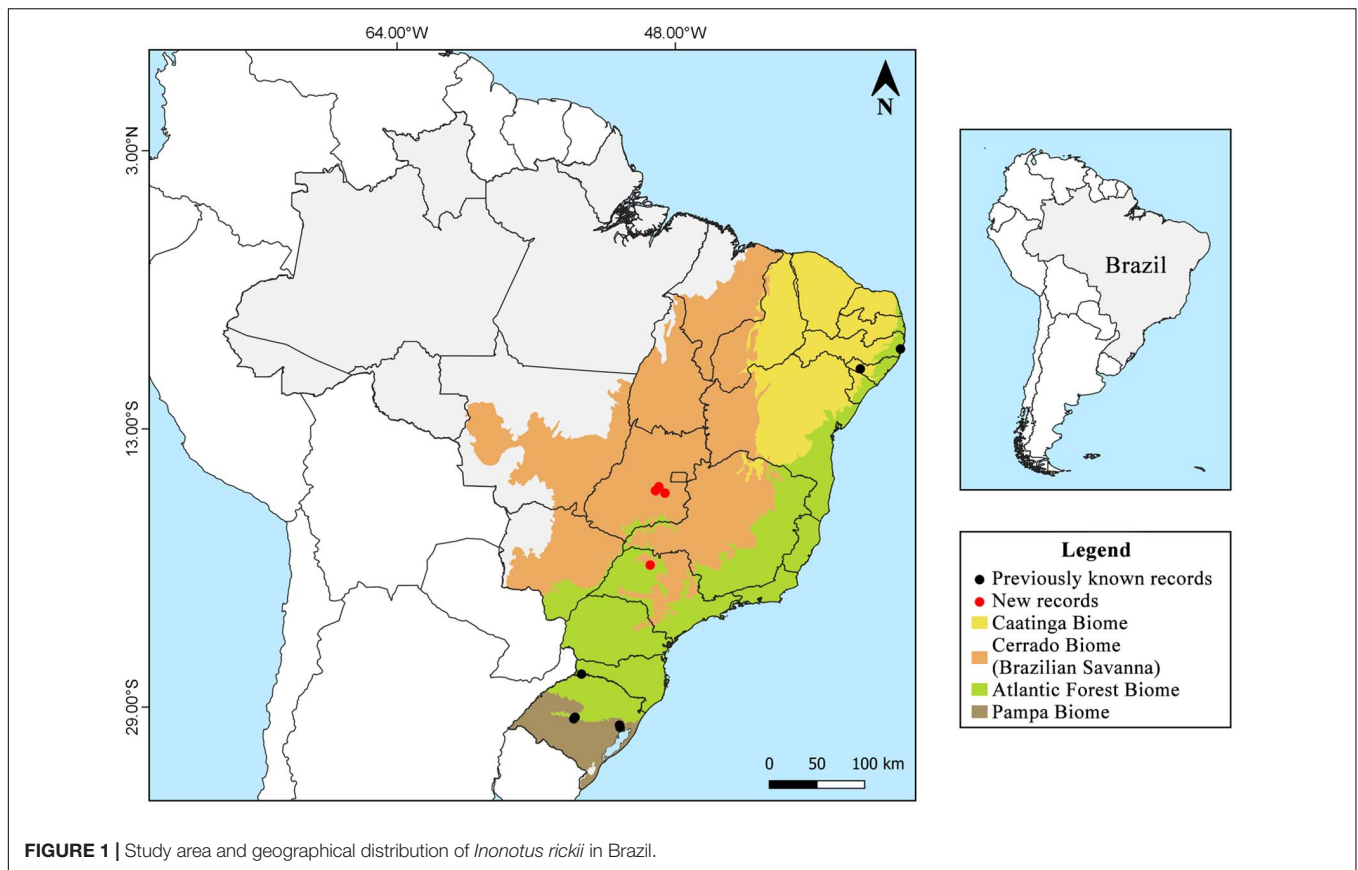 64.00°W
48.00°W
N
3.00°N
13.00°S
29.00°S
0 50 100 km
Brazil
Legend
Previously known records
New records
Caatinga Biome
Cerrado Biome
(Brazilian Savanna)
Atlantic Forest Biome
Pampa Biome
FIGURE 1 | Study area and geographical distribution of Inonotus rickii in Brazil.